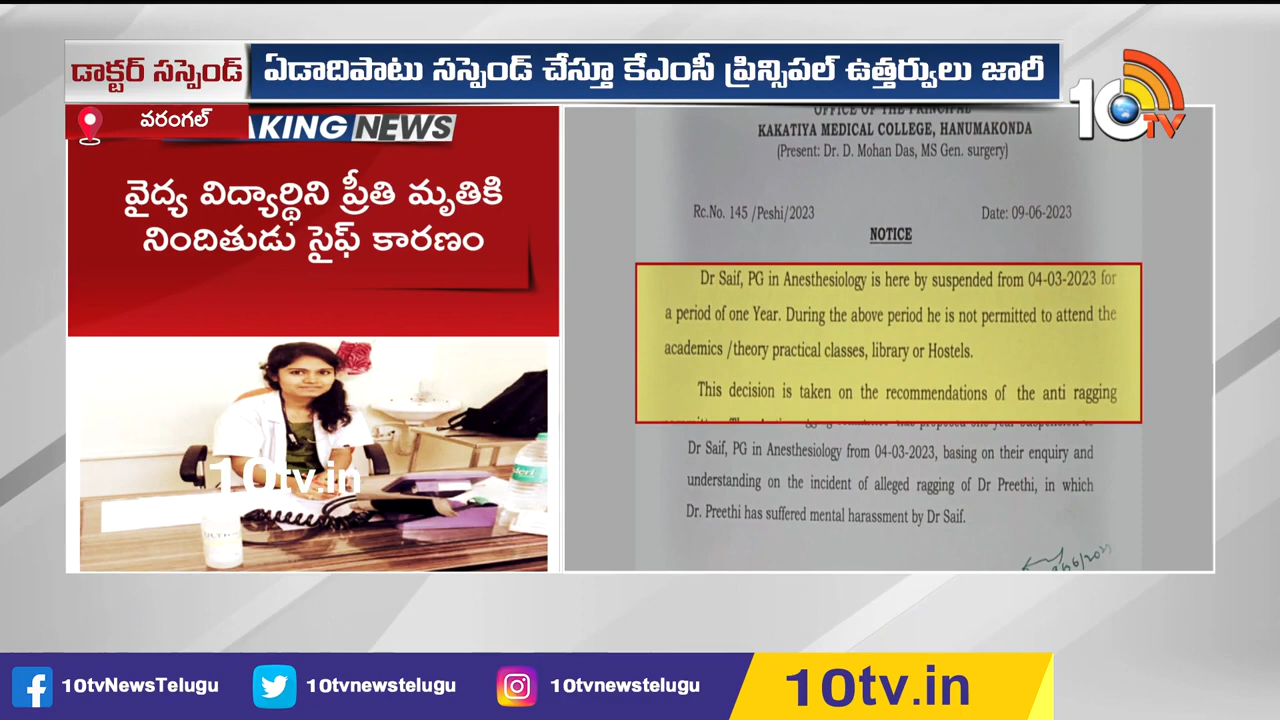 డాక్టర్ సస్పెండ్
ఏడాదిపాటు సస్పెండ్ చేస్తూ కేఎంసీ ప్రిన్సిపల్ ఉత్తర్వులు జారీ
10TV
వరంగల్
AKING NEWS
వైద్య విద్యార్థిని ప్రీతి మృతికి
నిందితుడు సైఫ్ కారణం
10tv.in
OFFICE OF THE PRINCIPAL
KAKATIYA MEDICAL COLLEGE, HANUMAKONDA
(Present: Dr. D. Mohan Das, MS Gen. surgery)
Rc.No. 145 /Peshi/2023
Date: 09-06-2023
NOTICE
Dr Saif, PG in Anesthesiology is here by suspended from 04-03-2023 for
a period of one Year. During the above period he is not permitted to attend the
academics /theory practical classes, library or Hostels.
This decision is taken on the recommendations of the anti ragging
Dr Saif, PG in Anesthesiology from 04-03-2023, basing on their enquiry and
understanding on the incident of alleged ragging of Dr Preethi, in which
Dr. Preethi has suffered mental harassment by Dr Saif.
10tvNewsTelugu
10tvnewstelugu
10tvnewstelugu
10tv.in